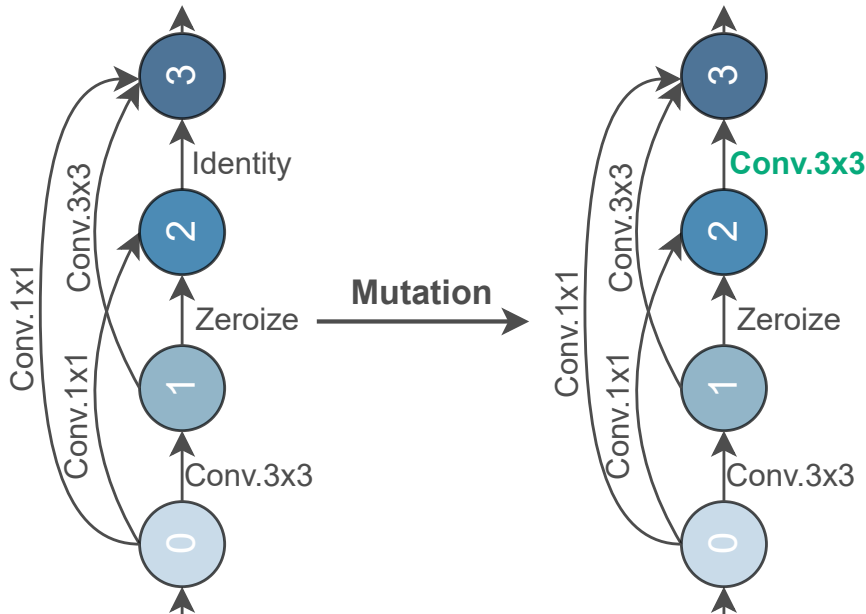 3
Identity
Conv.3x3
2
Conv.1x1
Zeroize
Conv.1x1
1
Conv.3x3
0
Mutation
3
Conv.3x3
Conv.3x3
2
Conv.1x1
Zeroize
Conv.1x1
1
Conv.3x3
0